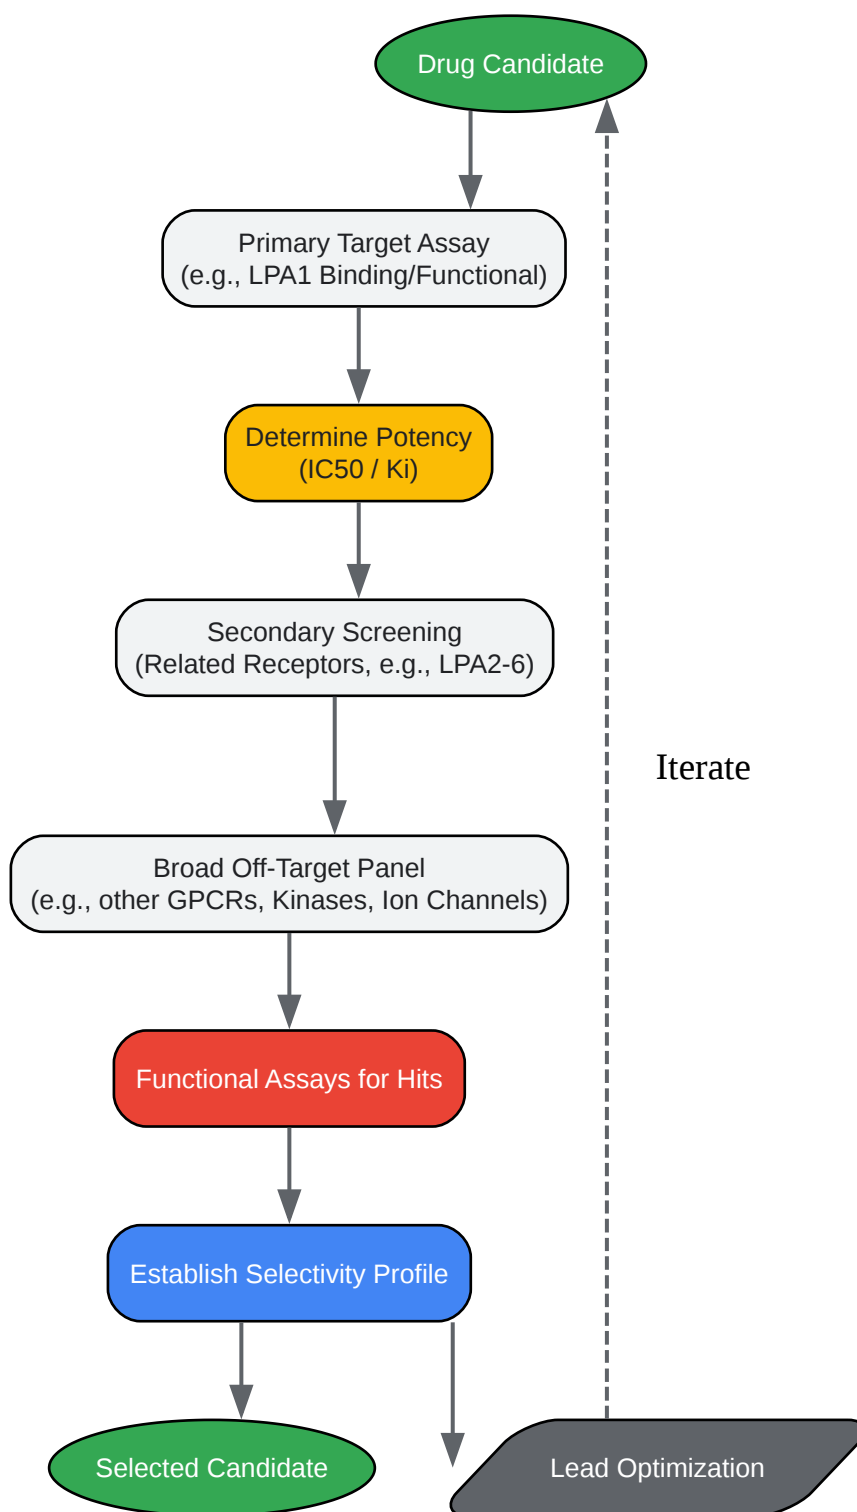 Drug Candidate
Primary Target Assay
(e.g., LPA1 Binding/Functional)
Determine Potency
(IC50 / Ki)
Secondary Screening
(Related Receptors, e.g., LPA2-6)
Iterate
Broad Off-Target Panel
(e.g., other GPCRs, Kinases, Ion Channels)
Functional Assays for Hits
Establish Selectivity Profile
Selected Candidate
Lead Optimization